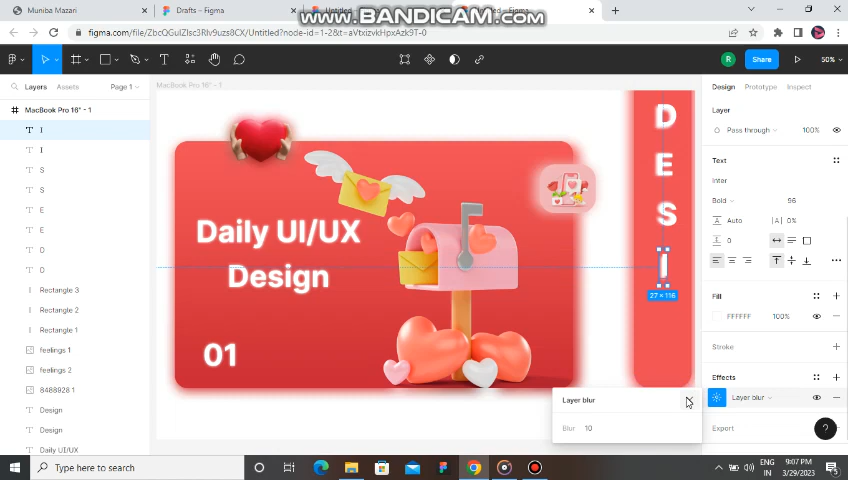 Muniba Mazari
Drafts – Figma
Untitled
Untitled – Figma
WWW.BANDICAM.COM
figma.com/file/ZbcQGulZlsc3Rlv9uzs8CX/Untitled?node-id=1-2&t=aVtxizvkHpxAzk9T-0
R
Share
50%
Layers
Assets
Page 1
MacBook Pro 16" - 1
I
I
S
S
E
E
D
D
Rectangle 3
Rectangle 2
Rectangle 1
feelings 1
feelings 2
8488928 1
Design
Design
Daily UI/UX
MacBook Pro 16" - 1
Daily UI/UX
Design
01
D
E
S
I
27 × 116
Layer blur
Blur 10
Design
Prototype
Inspect
Layer
Pass through
100%
Text
Inter
Bold
96
Auto
|A| 0%
0
Fill
FFFFFF
100%
Stroke
Effects
Layer blur
Export
?
Type here to search
ENG
IN
9:07 PM
3/29/2023